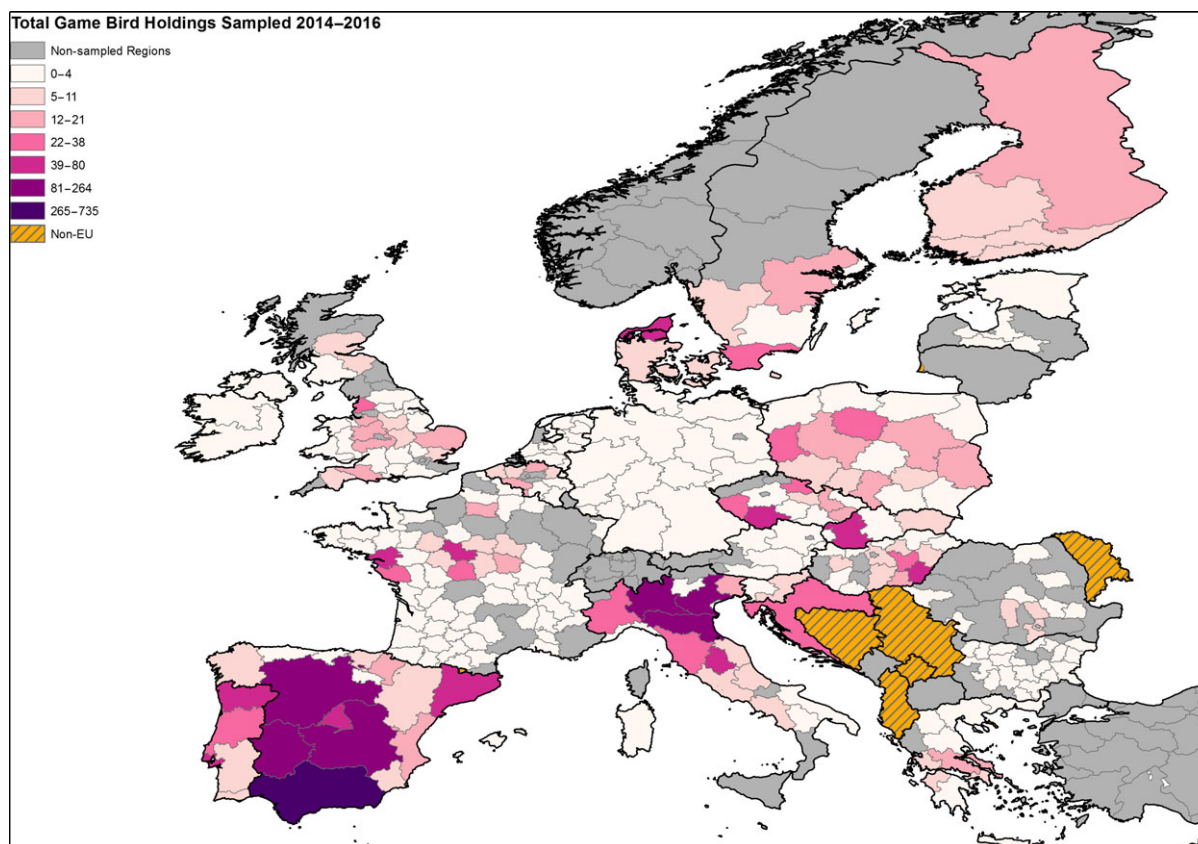 Total Game Bird Holdings Sampled 2014–2016
Non-sampled Regions
0–4
5–11
12–21
22–38
39–80
81–264
265–735
Non-EU